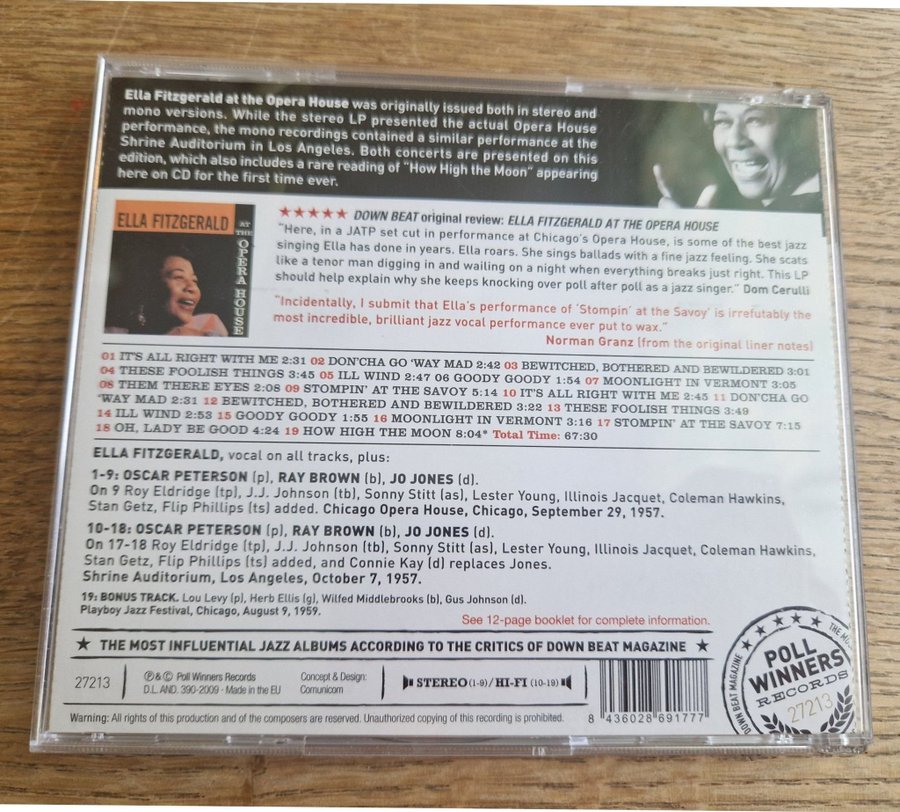 Ella Fitzgerald at the Opera House was originally issued both in stereo and
mono versions. While the stereo LP presented the actual Opera House
performance, the mono recordings contained a similar performance at the
Shrine Auditorium in Los Angeles. Both concerts are presented on this
edition, which also includes a rare reading of "How High the Moon" appearing
here on CD for the first time ever.
ELLA FITZGERALD
AT
THE
OPERA HOUSE
★★★★★ DOWN BEAT original review: ELLA FITZGERALD AT THE OPERA HOUSE
"Here, in a JATP set cut in performance at Chicago's Opera House, is some of the best jazz
singing Ella has done in years. Ella roars. She sings ballads with a fine jazz feeling. She scats
like a tenor man digging in and wailing on a night when everything breaks just right. This LP
should help explain why she keeps knocking over poll after poll as a jazz singer." Dom Cerulli
"Incidentally, I submit that Ella's performance of 'Stompin' at the Savoy' is irrefutably the
most incredible, brilliant jazz vocal performance ever put to wax."
Norman Granz (from the original liner notes)
01 IT'S ALL RIGHT WITH ME 2:31 02 DON'CHA GO 'WAY MAD 2:42 03 BEWITCHED, BOTHERED AND BEWILDERED 3:01
04 THESE FOOLISH THINGS 3:45 05 ILL WIND 2:47 06 GOODY GOODY 1:54 07 MOONLIGHT IN VERMONT 3:05
08 THEM THERE EYES 2:08 09 STOMPIN' AT THE SAVOY 5:14 10 IT'S ALL RIGHT WITH ME 2:45 11 DON'CHA GO
'WAY MAD 2:31 12 BEWITCHED, BOTHERED AND BEWILDERED 3:22 13 THESE FOOLISH THINGS 3:49
14 ILL WIND 2:53 15 GOODY GOODY 1:55 16 MOONLIGHT IN VERMONT 3:16 17 STOMPIN' AT THE SAVOY 7:15
18 OH, LADY BE GOOD 4:24 19 HOW HIGH THE MOON 8:04* Total Time: 67:30
ELLA FITZGERALD, vocal on all tracks, plus:
1-9: OSCAR PETERSON (p), RAY BROWN (b), JO JONES (d).
On 9 Roy Eldridge (tp), J.J. Johnson (tb), Sonny Stitt (as), Lester Young, Illinois Jacquet, Coleman Hawkins,
Stan Getz, Flip Phillips (ts) added. Chicago Opera House, Chicago, September 29, 1957.
10-18: OSCAR PETERSON (p), RAY BROWN (b), JO JONES (d).
On 17-18 Roy Eldridge (tp), J.J. Johnson (tb), Sonny Stitt (as), Lester Young, Illinois Jacquet, Coleman Hawkins,
Stan Getz, Flip Phillips (ts) added, and Connie Kay (d) replaces Jones.
Shrine Auditorium, Los Angeles, October 7, 1957.
19: BONUS TRACK. Lou Levy (p), Herb Ellis (g), Wilfed Middlebrooks (b), Gus Johnson (d).
Playboy Jazz Festival, Chicago, August 9, 1959.
See 12-page booklet for complete information.
★ THE MOST INFLUENTIAL JAZZ ALBUMS ACCORDING TO THE CRITICS OF DOWN BEAT MAGAZINE ★
27213
℗ & © Poll Winners Records
D.L. AND. 390-2009 · Made in the EU
Concept & Design:
Comunicom
STEREO (1-9) / HI-FI (10-19)
8 436028 691777
Warning: All rights of this production and of the composers are reserved. Unauthorized copying of this recording is prohibited.
DOWN BEAT MAGAZINE ★★★★★ THE
POLL
WINNERS
RECORDS
27213